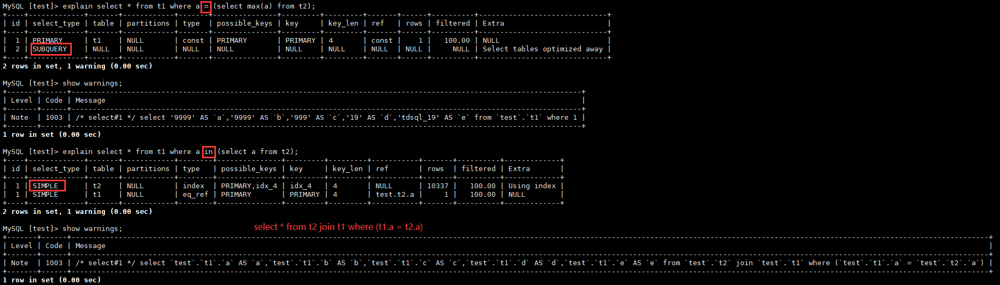 MySQL [test]> explain select * from t1 where a = (select max(a) from t2);
+----+-------------+-------+------------+-------+---------------+---------+---------+-------+------+----------+------------------------------+
| id | select_type | table | partitions | type  | possible_keys | key     | key_len | ref   | rows | filtered | Extra                        |
+----+-------------+-------+------------+-------+---------------+---------+---------+-------+------+----------+------------------------------+
|  1 | PRIMARY     | t1    | NULL       | const | PRIMARY       | PRIMARY | 4       | const |    1 |   100.00 | NULL                         |
|  2 | SUBQUERY    | NULL  | NULL       | NULL  | NULL          | NULL    | NULL    | NULL  | NULL |     NULL | Select tables optimized away |
+----+-------------+-------+------------+-------+---------------+---------+---------+-------+------+----------+------------------------------+
2 rows in set, 1 warning (0.00 sec)
MySQL [test]> show warnings;
+-------+------+-----------------------------------------------------------------------------------------------------------------------+
| Level | Code | Message                                                                                                               |
+-------+------+-----------------------------------------------------------------------------------------------------------------------+
| Note  | 1003 | /* select#1 */ select '9999' AS `a`,'9999' AS `b`,'999' AS `c`,'19' AS `d`,'tdsql_19' AS `e` from `test`.`t1` where 1 |
+-------+------+-----------------------------------------------------------------------------------------------------------------------+
1 row in set (0.00 sec)
MySQL [test]> explain select * from t1 where a in (select a from t2);
+----+-------------+-------+------------+--------+---------------+---------+---------+-----------+-------+----------+-------------+
| id | select_type | table | partitions | type   | possible_keys | key     | key_len | ref       | rows  | filtered | Extra       |
+----+-------------+-------+------------+--------+---------------+---------+---------+-----------+-------+----------+-------------+
|  1 | SIMPLE      | t2    | NULL       | index  | PRIMARY,idx_4 | idx_4   | 4       | NULL      | 10337 |   100.00 | Using index |
|  1 | SIMPLE      | t1    | NULL       | eq_ref | PRIMARY       | PRIMARY | 4       | test.t2.a |     1 |   100.00 | NULL        |
+----+-------------+-------+------------+--------+---------------+---------+---------+-----------+-------+----------+-------------+
2 rows in set, 1 warning (0.00 sec)
select * from t2 join t1 where (t1.a = t2.a)
MySQL [test]> show warnings;
+-------+------+----------------------------------------------------------------------------------------------------------------------------------------------------------------------------------------------------------------------+
| Level | Code | Message                                                                                                                                                                                                              |
+-------+------+----------------------------------------------------------------------------------------------------------------------------------------------------------------------------------------------------------------------+
| Note  | 1003 | /* select#1 */ select `test`.`t1`.`a` AS `a`,`test`.`t1`.`b` AS `b`,`test`.`t1`.`c` AS `c`,`test`.`t1`.`d` AS `d`,`test`.`t1`.`e` AS `e` from `test`.`t2` join `test`.`t1` where (`test`.`t1`.`a` = `test`.`t2`.`a`) |
+-------+------+----------------------------------------------------------------------------------------------------------------------------------------------------------------------------------------------------------------------+
1 row in set (0.00 sec)